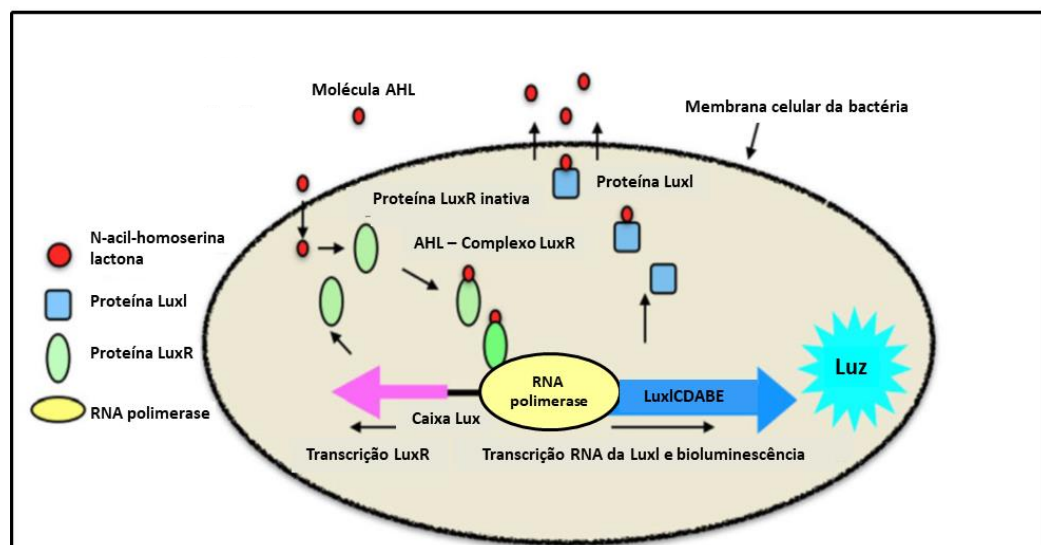 Molécula AHL
Membrana celular da bactéria
Proteína LuxI
Proteína LuxR inativa
AHL – Complexo LuxR
N-acil-homoserina
lactona
Proteína LuxI
Proteína LuxR
RNA polimerase
RNA
polimerase
LuxICDABE
Luz
Caixa Lux
Transcrição LuxR
Transcrição RNA da LuxI e bioluminescência